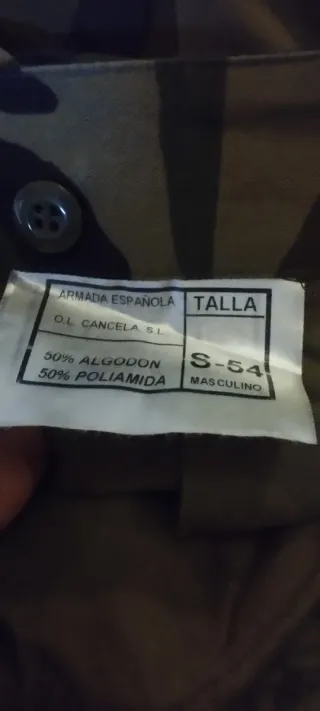 ARMADA ESPAÑOLA
O.L. CANCELA, S.L.
50% ALGODON
50% POLIAMIDA
TALLA
S-54
MASCULINO